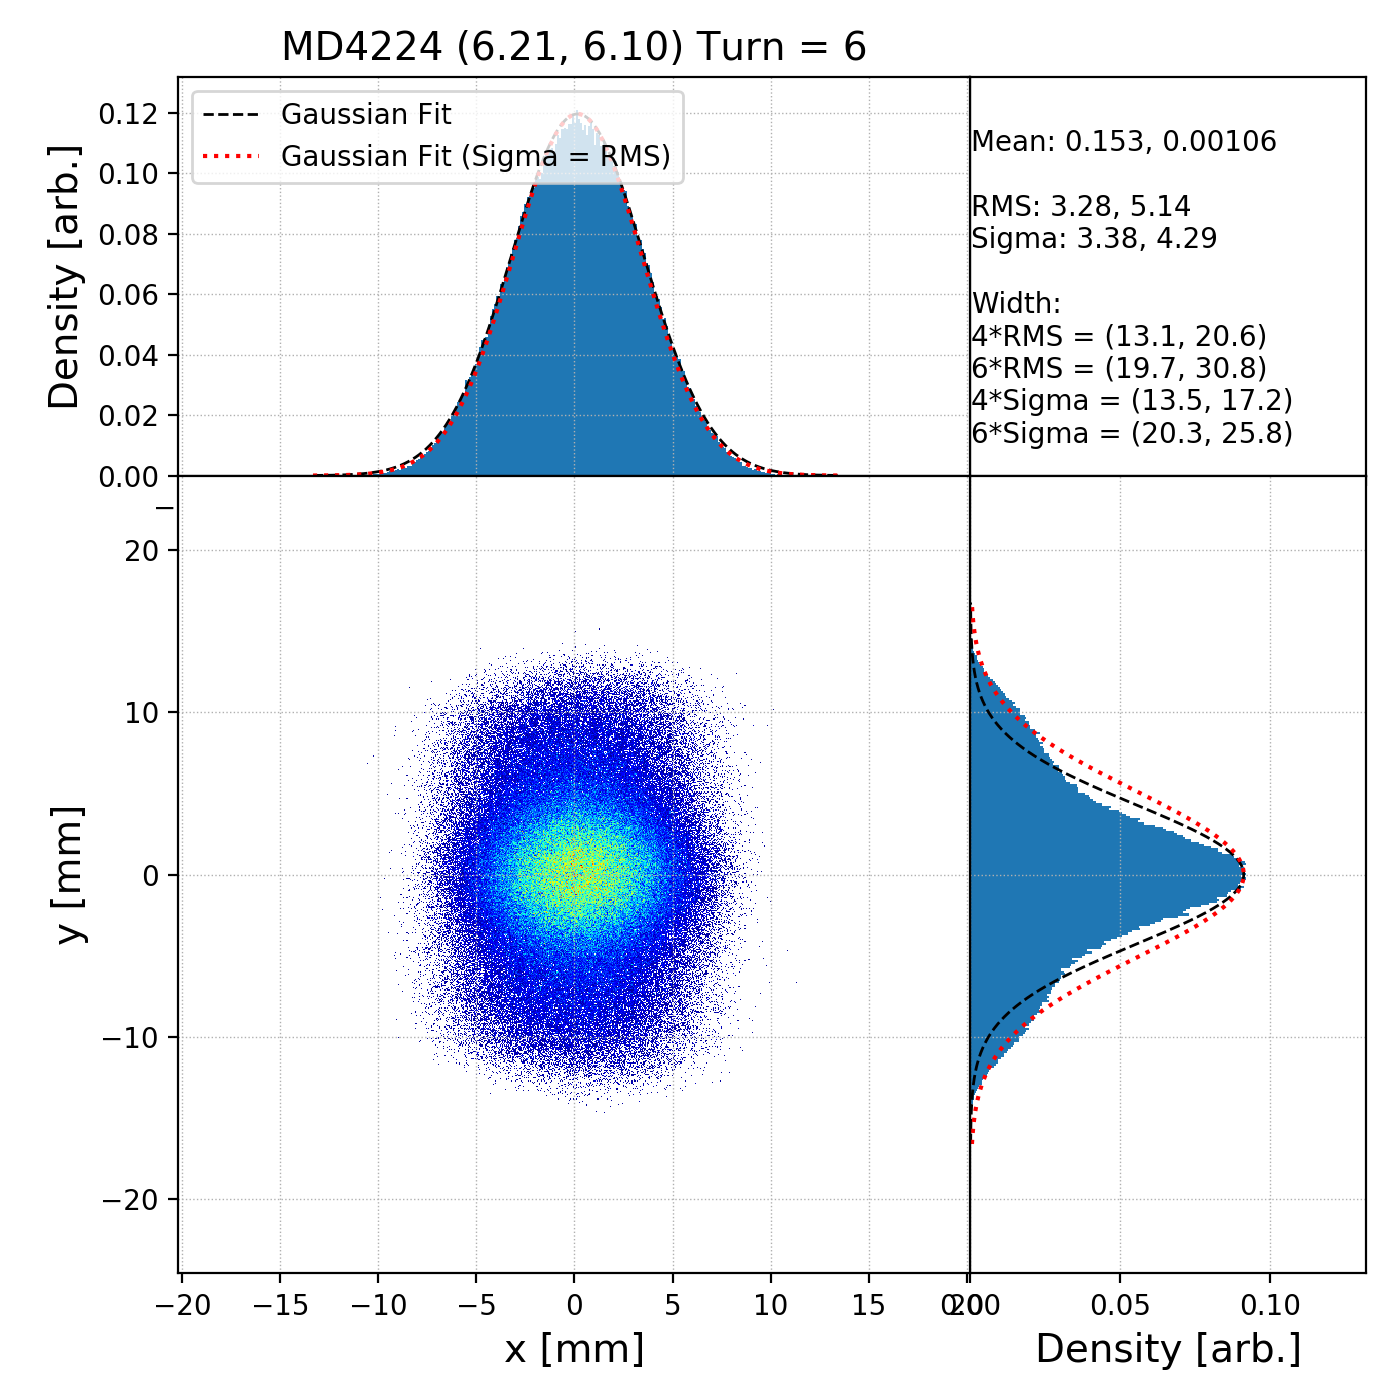 MD4224 (6.21, 6.10) Turn = 6
Gaussian Fit
Gaussian Fit (Sigma = RMS)
Density [arb.]
0.12
0.10
0.08
0.06
0.04
0.02
0.00
Mean: 0.153, 0.00106
RMS: 3.28, 5.14
Sigma: 3.38, 4.29
Width:
4*RMS = (13.1, 20.6)
6*RMS = (19.7, 30.8)
4*Sigma = (13.5, 17.2)
6*Sigma = (20.3, 25.8)
y [mm]
20
10
0
−10
−20
−20 −15 −10 −5 0 5 10 15 20
x [mm]
0.00 0.05 0.10
Density [arb.]